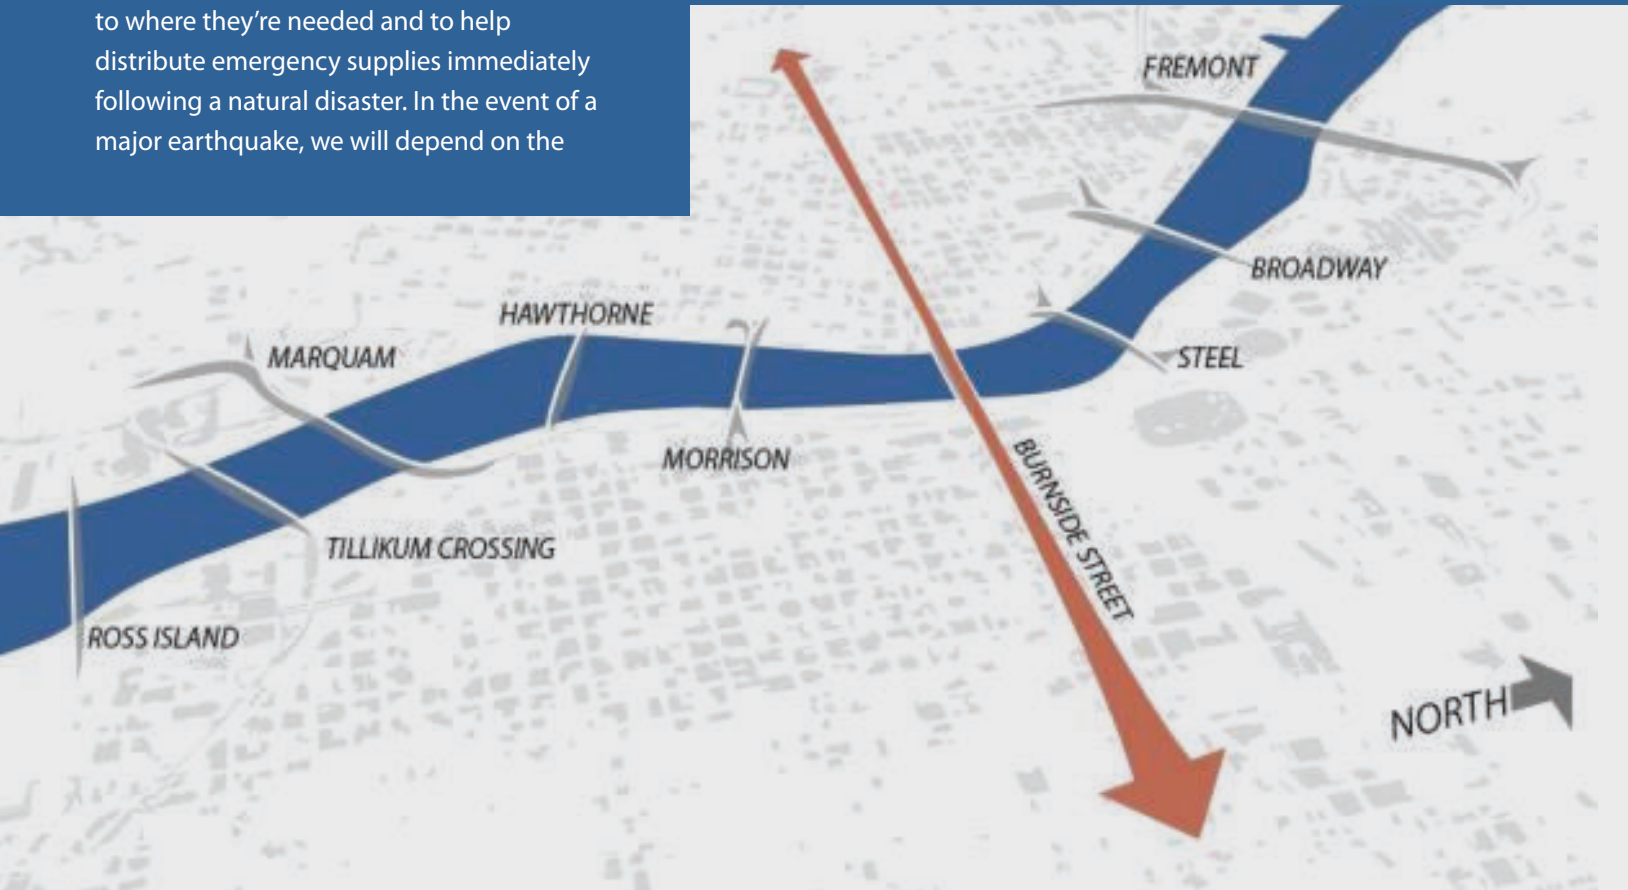 to where they're needed and to help
distribute emergency supplies immediately
following a natural disaster. In the event of a
major earthquake, we will depend on the
FREMONT
BROADWAY
STEEL
HAWTHORNE
MARQUAM
MORRISON
BURNSIDE STREET
TILLIKUM CROSSING
ROSS ISLAND
NORTH